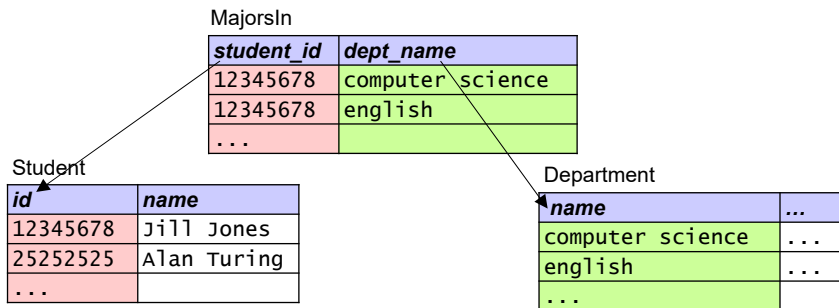 MajorsIn
student_id dept_name
12345678 computer science
12345678 english
...
Student
id name
12345678 Jill Jones
25252525 Alan Turing
...
Department
name ...
computer science ...
english ...
...